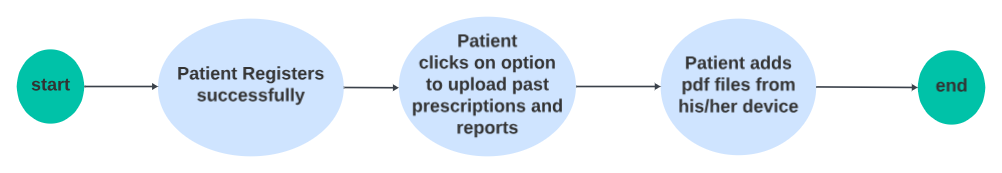 start
Patient Registers
successfully
Patient
clicks on option
to upload past
prescriptions and
reports
Patient adds
pdf files from
his/her device
end